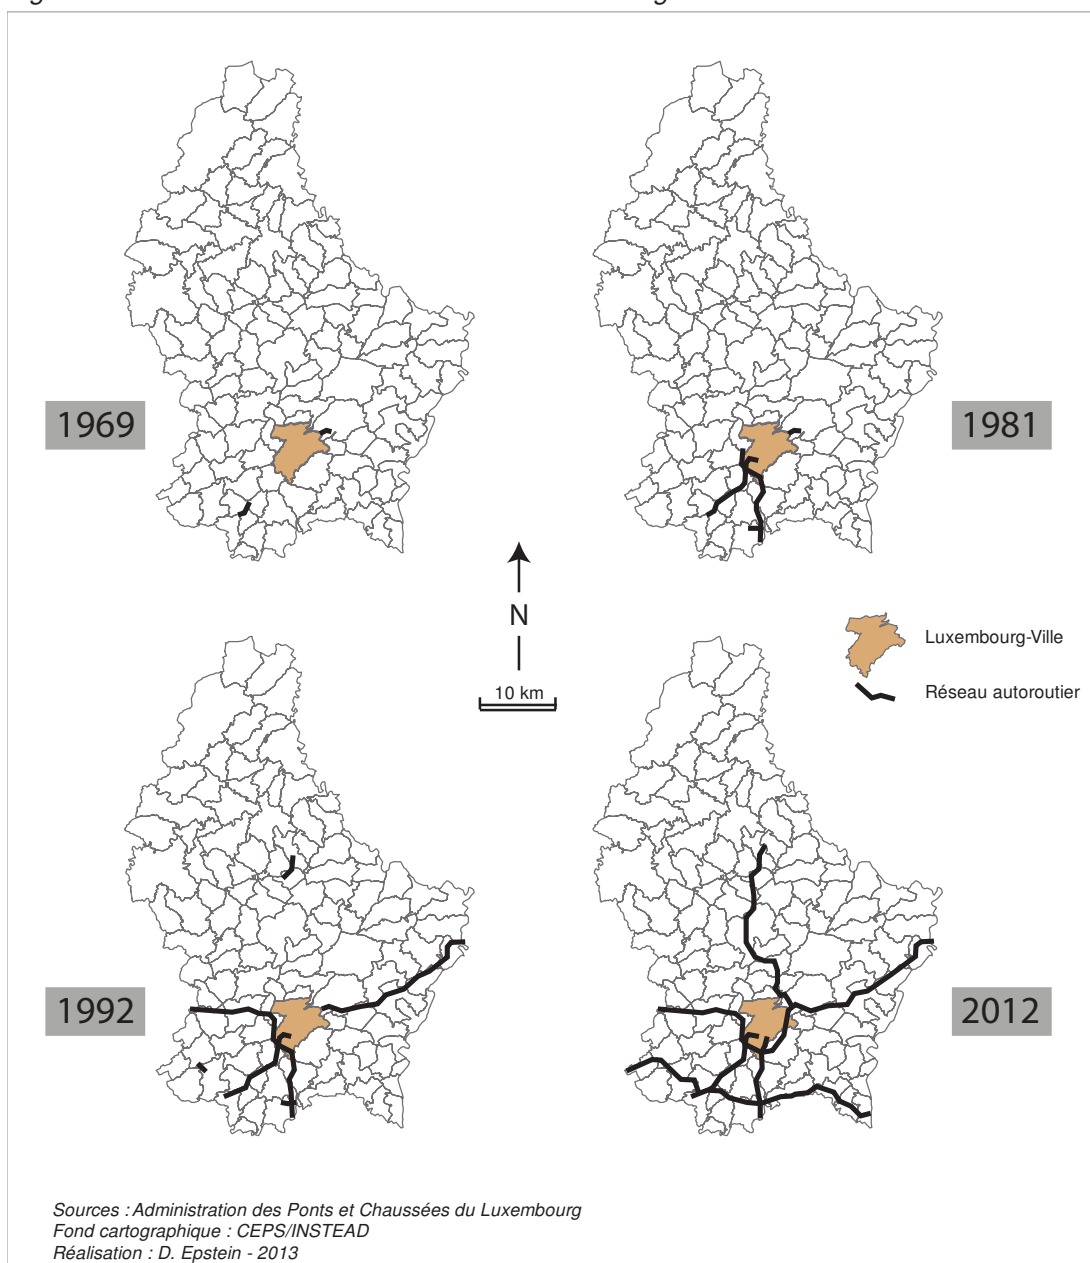 1969
1981
N
10 km
Luxembourg-Ville
Réseau autoroutier
1992
2012
Sources : Administration des Ponts et Chaussées du Luxembourg
Fond cartographique : CEPS/INSTEAD
Réalisation : D. Epstein - 2013